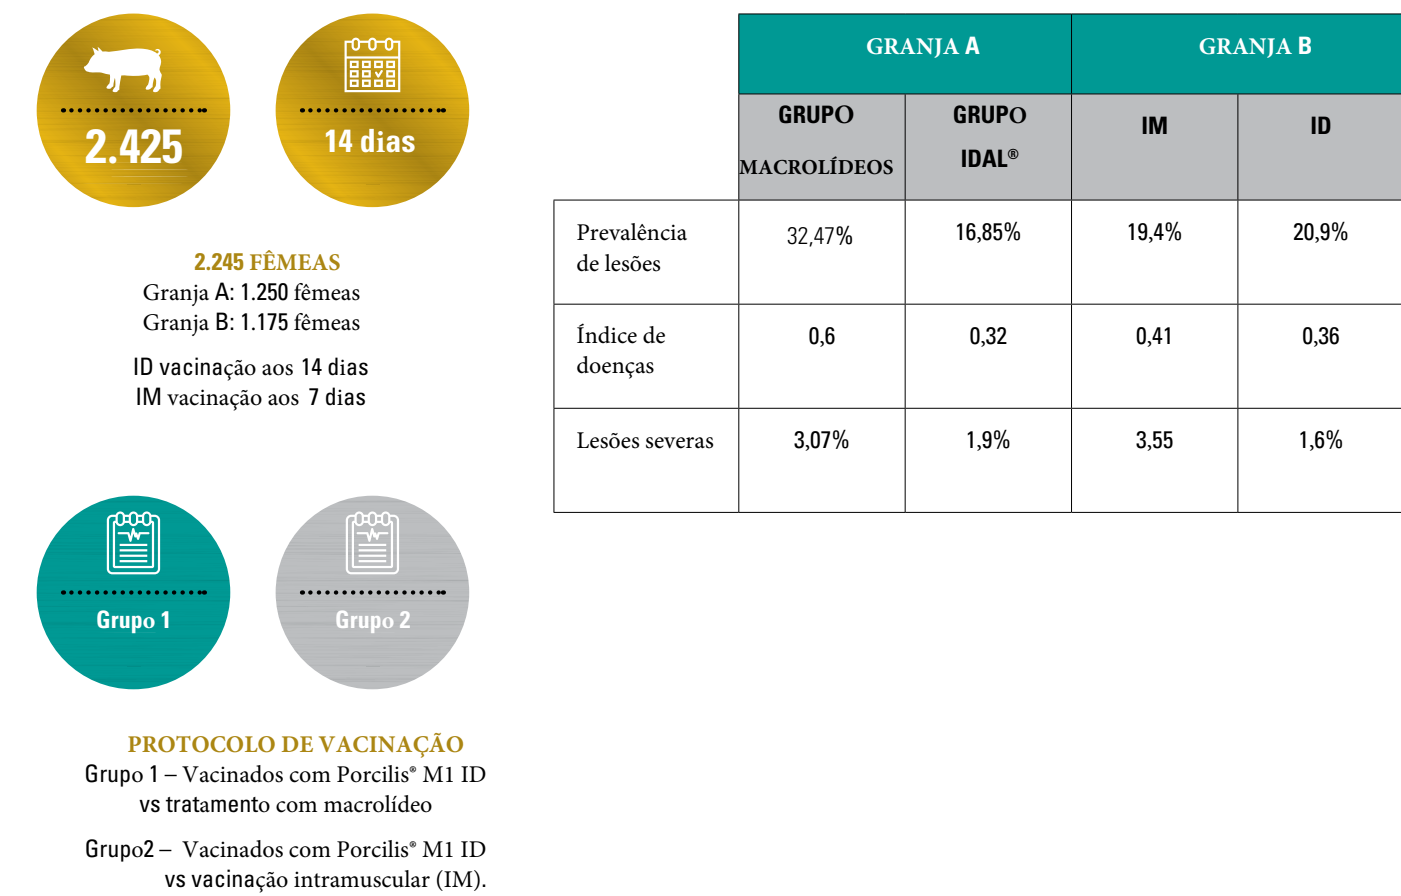 2.425
14 dias
2.245 FÊMEAS
Granja A: 1.250 fêmeas
Granja B: 1.175 fêmeas
ID vacinação aos 14 dias
IM vacinação aos 7 dias
Grupo 1
Grupo 2
PROTOCOLO DE VACINAÇÃO
Grupo 1 – Vacinados com Porcilis® M1 ID
vs tratamento com macrolídeo
Grupo2 – Vacinados com Porcilis® M1 ID
vs vacinação intramuscular (IM).
GRANJA A GRANJA B
GRUPO MACROLÍDEOS GRUPO IDAL® IM ID
Prevalência de lesões 32,47% 16,85% 19,4% 20,9%
Índice de doenças 0,6 0,32 0,41 0,36
Lesões severas 3,07% 1,9% 3,55 1,6%